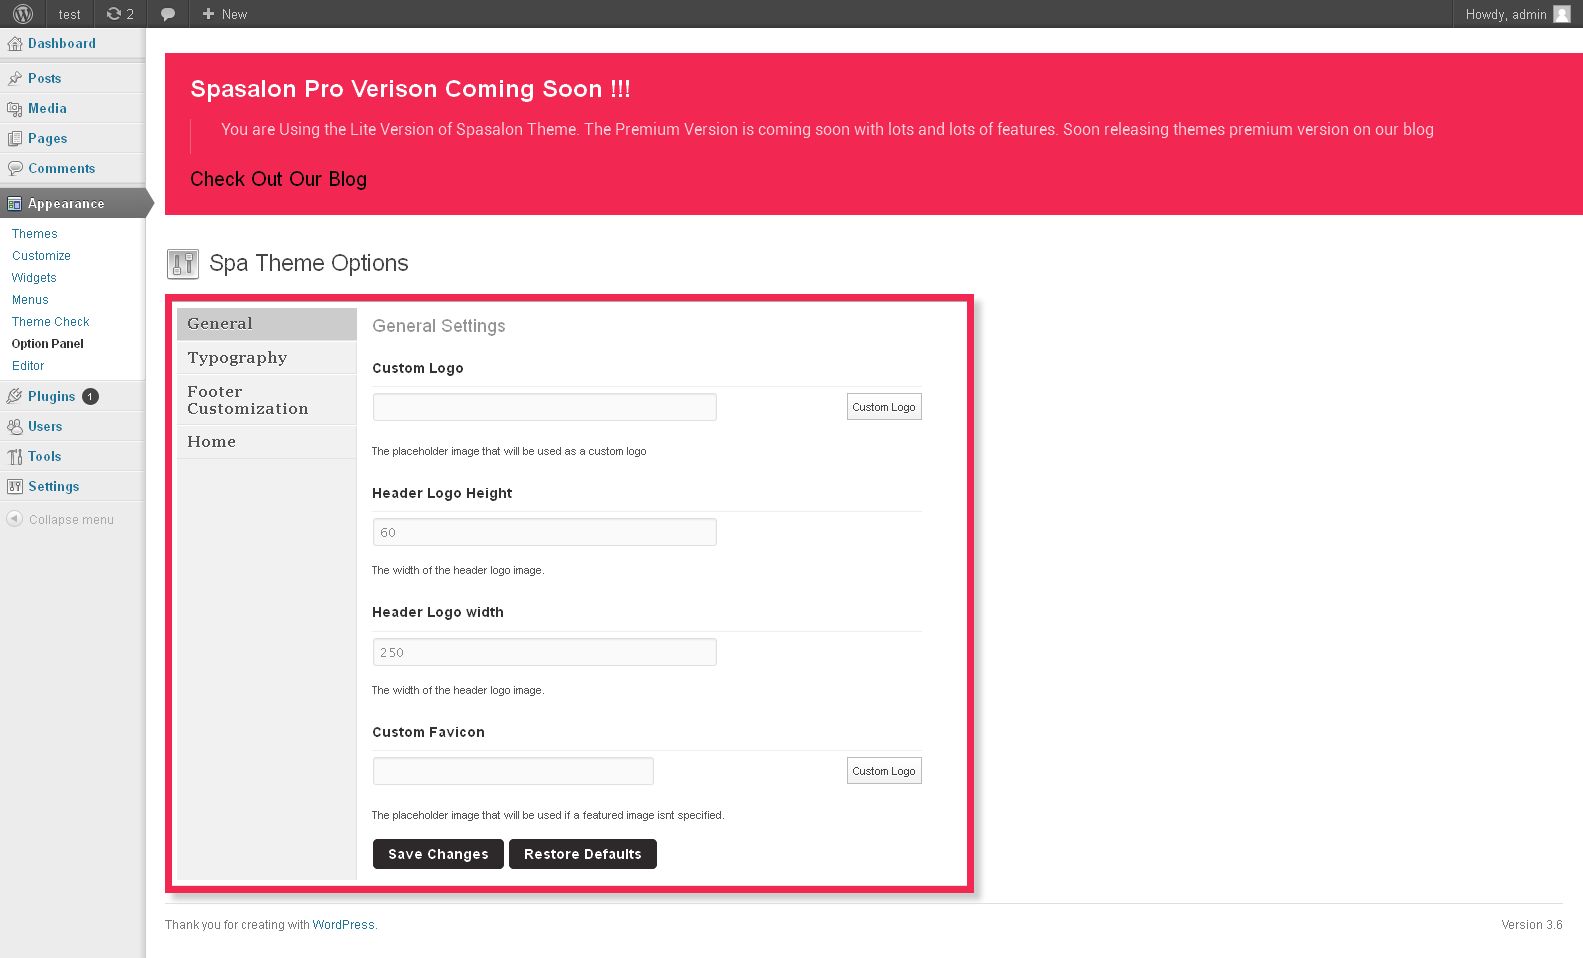 test 2 New Howdy, admin
Dashboard
Posts
Media
Pages
Comments
Appearance
Themes
Customize
Widgets
Menus
Theme Check
Option Panel
Editor
Plugins 1
Users
Tools
Settings
Collapse menu
Spasalon Pro Verison Coming Soon !!!
You are Using the Lite Version of Spasalon Theme. The Premium Version is coming soon with lots and lots of features. Soon releasing themes premium version on our blog
Check Out Our Blog
Spa Theme Options
General
Typography
Footer
Customization
Home
General Settings
Custom Logo
Custom Logo
The placeholder image that will be used as a custom logo
Header Logo Height
60
The width of the header logo image.
Header Logo width
250
The width of the header logo image.
Custom Favicon
Custom Logo
The placeholder image that will be used if a featured image isnt specified.
Save Changes Restore Defaults
Thank you for creating with WordPress. Version 3.6